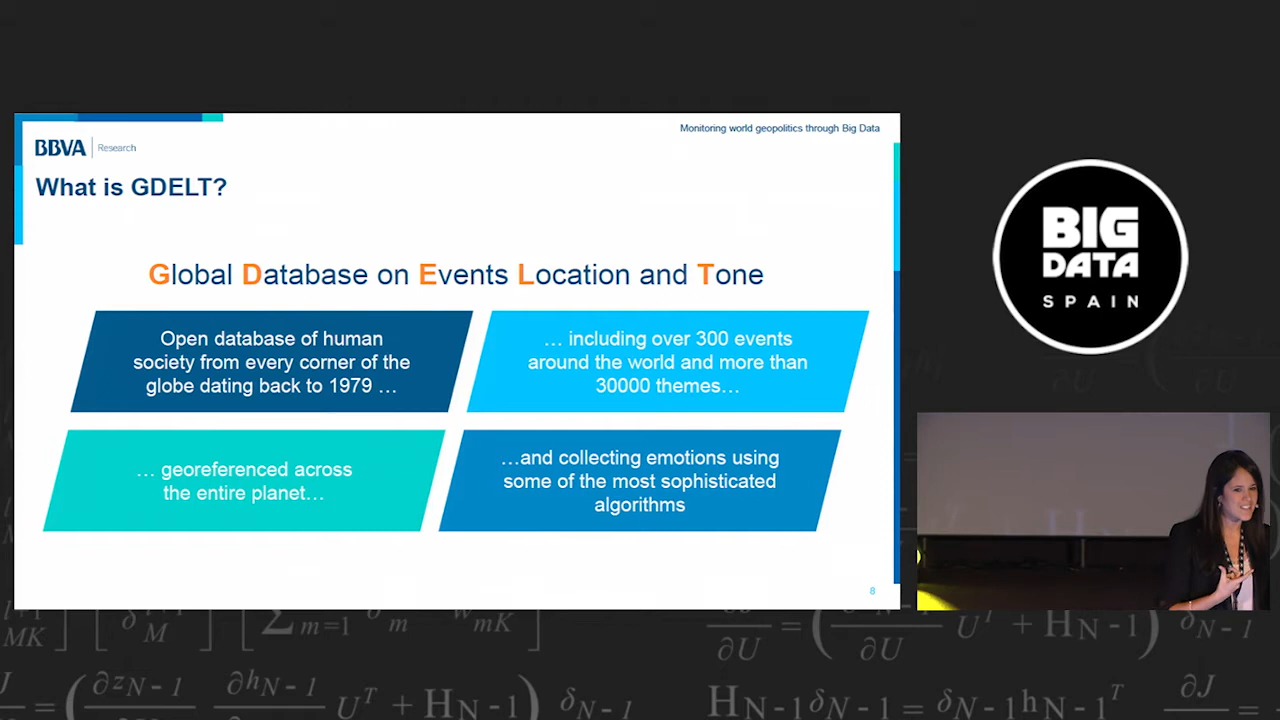 Monitoring world geopolitics through Big Data
BBVA Research
What is GDELT?
Global Database on Events Location and Tone
Open database of human
society from every corner of the
globe dating back to 1979 …
… including over 300 events
around the world and more than
30000 themes…
… georeferenced across
the entire planet…
…and collecting emotions using
some of the most sophisticated
algorithms
8
BIG
DATA
SPAIN